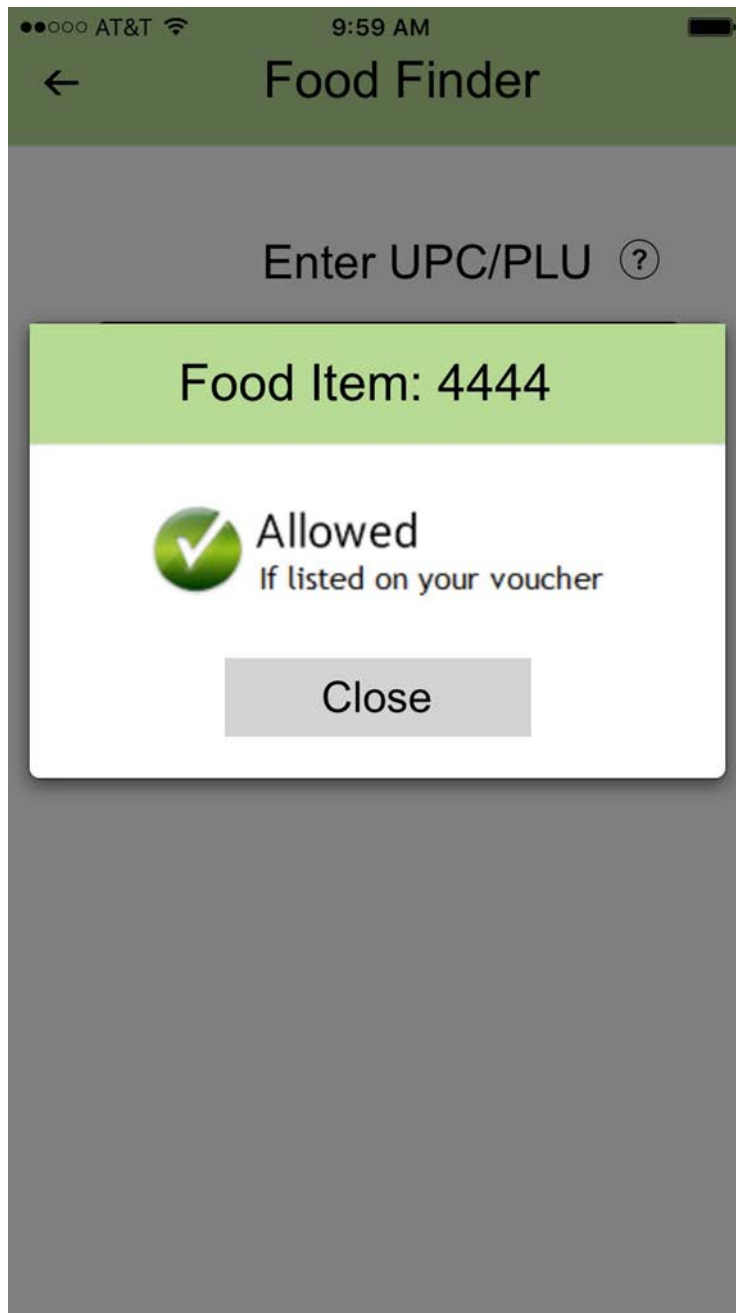 AT&T 9:59 AM
← Food Finder
Enter UPC/PLU ?
Food Item: 4444
Allowed
If listed on your voucher
Close